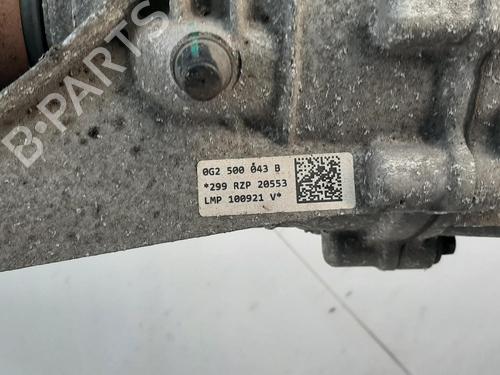 B-PARTS
0G2 500 043 B
*299 RZP 20553
LMP 100921 V*